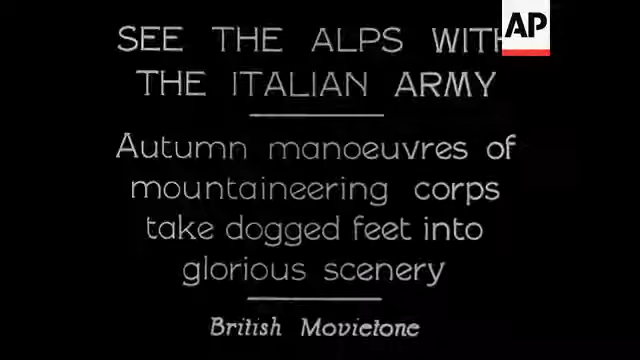 AP
SEE THE ALPS WITH
THE ITALIAN ARMY
Autumn manoeuvres of
mountaineering corps
take dogged feet into
glorious scenery
British Movietone